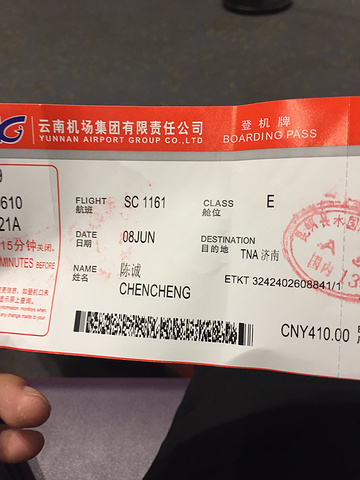 云南机场集团有限责任公司
YUNNAN AIRPORT GROUP CO.,LTD
登机牌
BOARDING PASS
9
610
21A
15分钟关闭.
MINUTES BEFORE
FLIGHT SC 1161 CLASS E
航班 舱位
DATE 08JUN DESTINATION
日期 目的地 TNA 济南
NAME 陈诚
姓名 CHENCHENG
ETKT 3242402608841/1
CNY410.00
国内